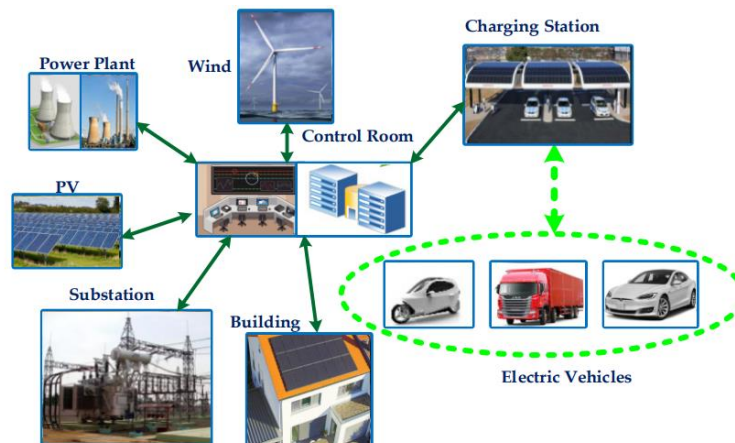 Charging Station
Power Plant
Wind
Control Room
PV
Substation
Building
Electric Vehicles